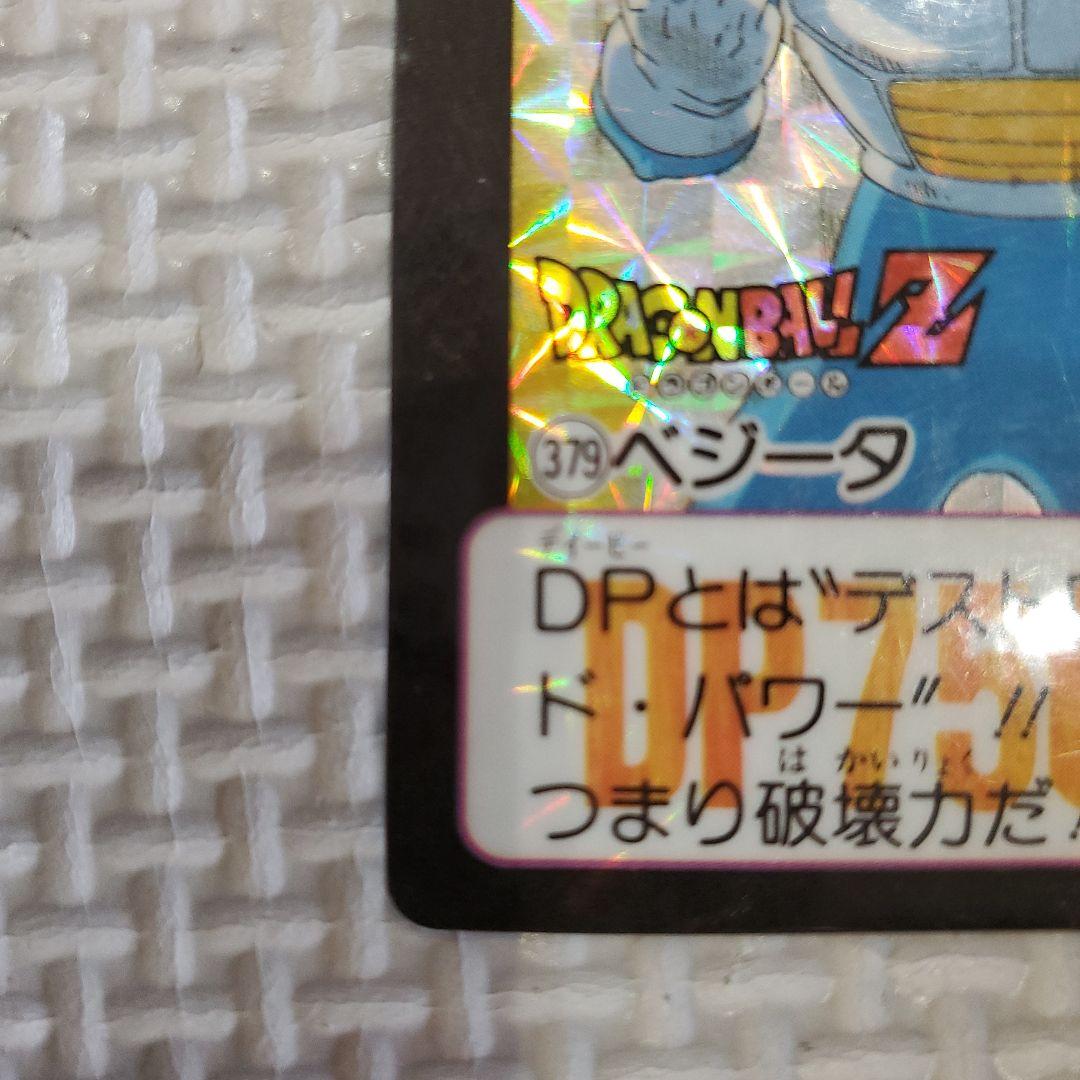 DRAGONBALL Z
ドラゴンボール
379 ベジータ
ディーピー
DPとは〝デスト
DP75
ド・パワー〟!!
はかいりょく
つまり破壊力だ!